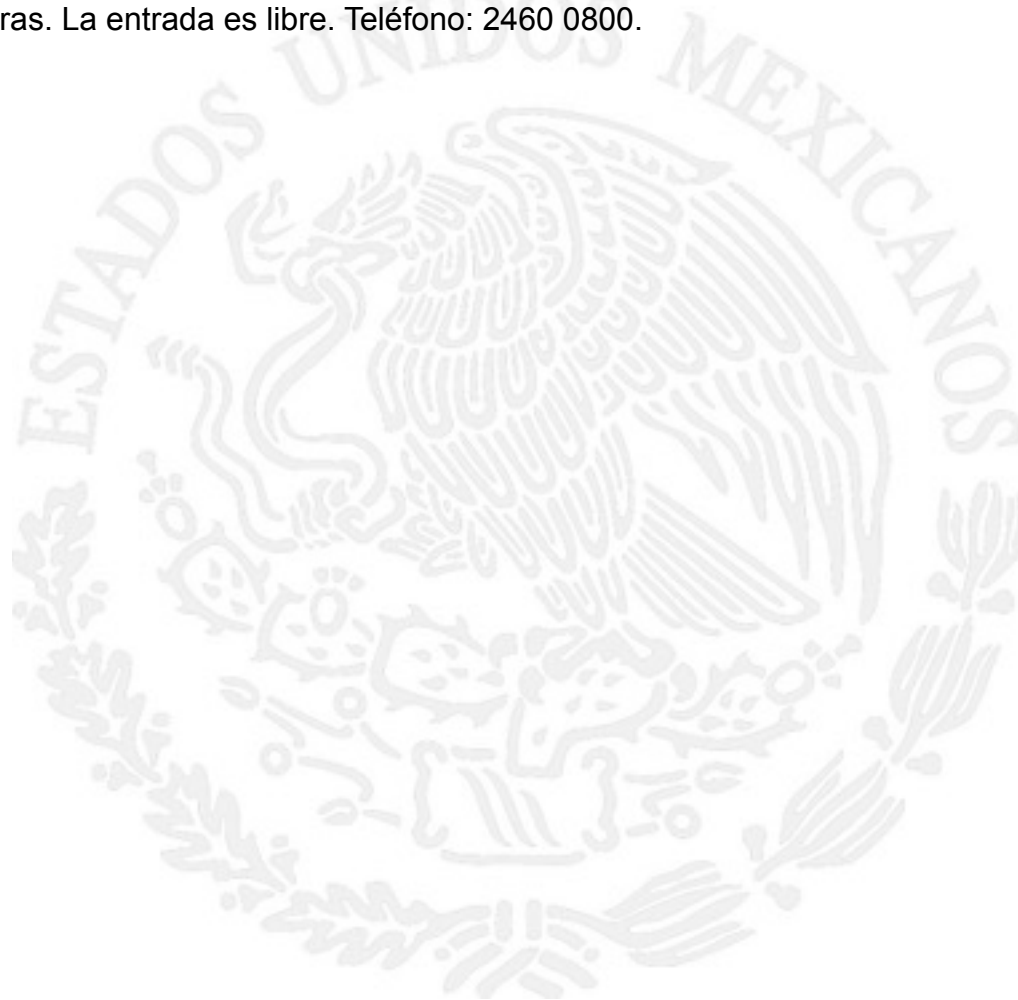 ras. La entrada es libre. Teléfono: 2460 0800.
ESTADOS UNIDOS MEXICANOS